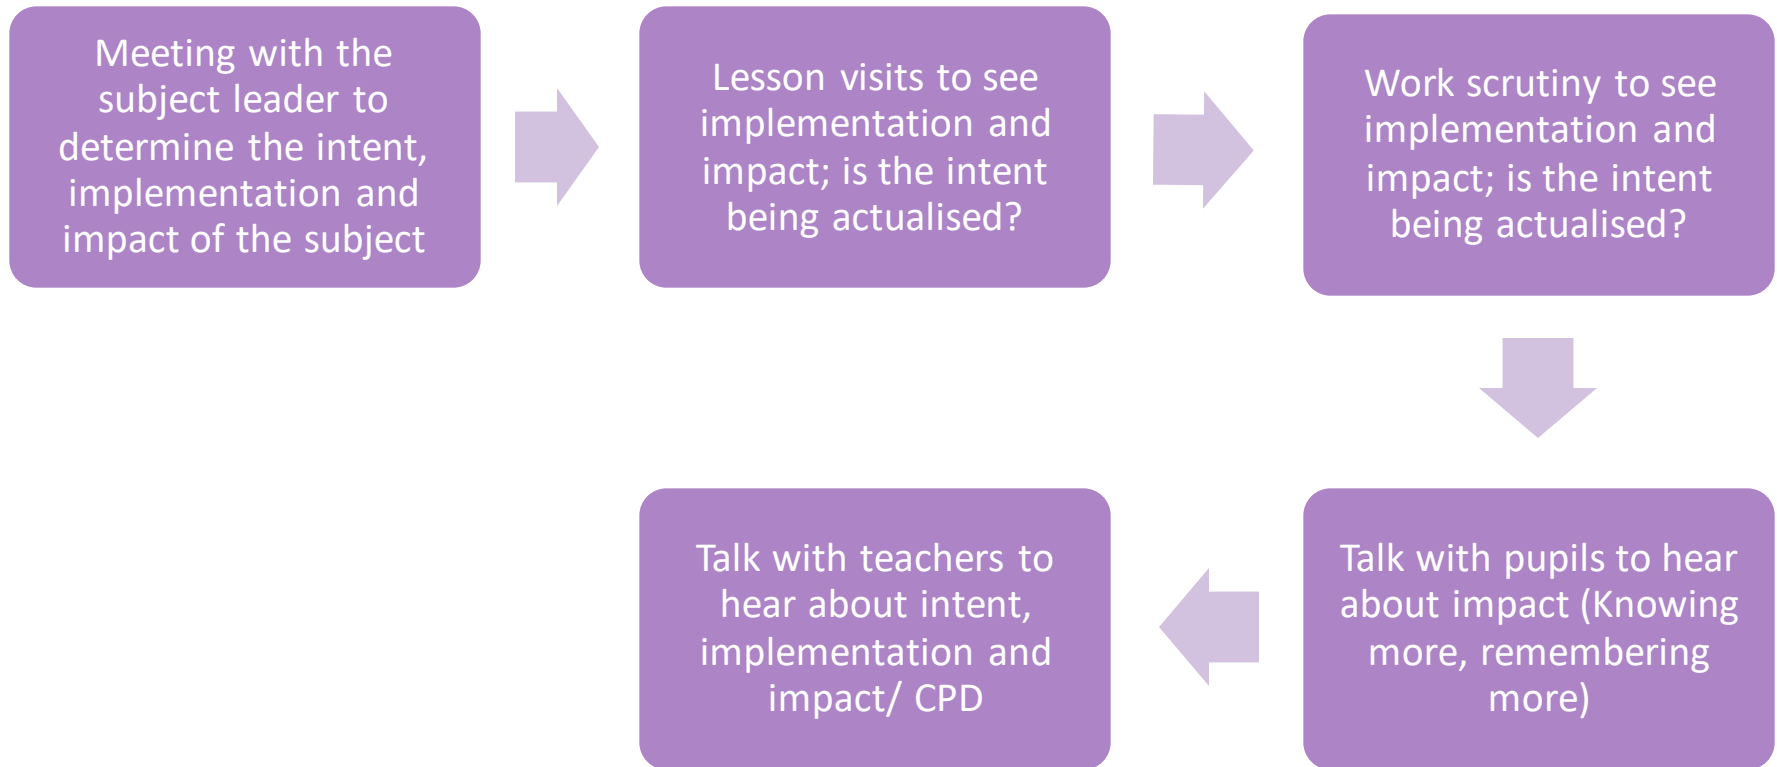 Meeting with the
subject leader to
determine the intent,
implementation and
impact of the subject
Lesson visits to see
implementation and
impact; is the intent
being actualised?
Work scrutiny to see
implementation and
impact; is the intent
being actualised?
Talk with pupils to hear
about impact (Knowing
more, remembering
more)
Talk with teachers to
hear about intent,
implementation and
impact/ CPD